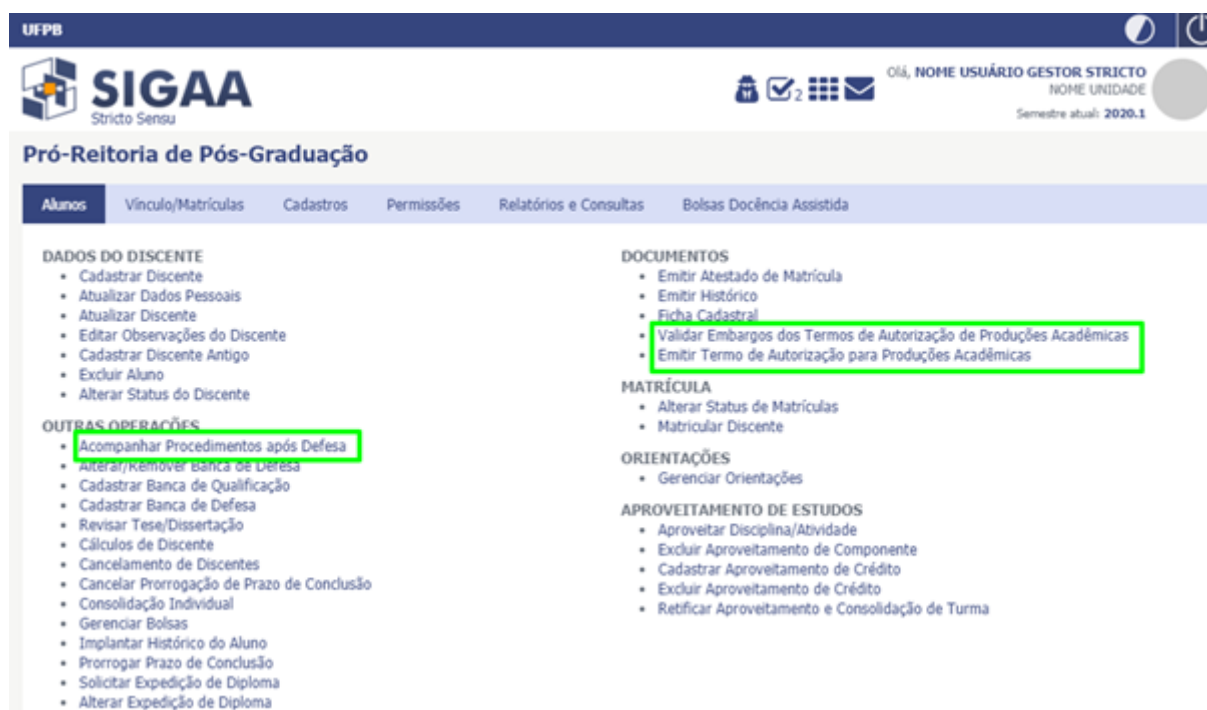 UFPB
SIGAA
Stricto Sensu
2
Olá, NOME USUÁRIO GESTOR STRICTO
NOME UNIDADE
Semestre atual: 2020.1
Pró-Reitoria de Pós-Graduação
Alunos Vínculo/Matrículas Cadastros Permissões Relatórios e Consultas Bolsas Docência Assistida
DADOS DO DISCENTE
• Cadastrar Discente
• Atualizar Dados Pessoais
• Atualizar Discente
• Editar Observações do Discente
• Cadastrar Discente Antigo
• Excluir Aluno
• Alterar Status do Discente
OUTRAS OPERAÇÕES
• Acompanhar Procedimentos após Defesa
• Alterar/Remover Banca de Defesa
• Cadastrar Banca de Qualificação
• Cadastrar Banca de Defesa
• Revisar Tese/Dissertação
• Cálculos de Discente
• Cancelamento de Discentes
• Cancelar Prorrogação de Prazo de Conclusão
• Consolidação Individual
• Gerenciar Bolsas
• Implantar Histórico do Aluno
• Prorrogar Prazo de Conclusão
• Solicitar Expedição de Diploma
• Alterar Expedição de Diploma
DOCUMENTOS
• Emitir Atestado de Matrícula
• Emitir Histórico
• Ficha Cadastral
• Validar Embargos dos Termos de Autorização de Produções Acadêmicas
• Emitir Termo de Autorização para Produções Acadêmicas
MATRÍCULA
• Alterar Status de Matrículas
• Matricular Discente
ORIENTAÇÕES
• Gerenciar Orientações
APROVEITAMENTO DE ESTUDOS
• Aproveitar Disciplina/Atividade
• Excluir Aproveitamento de Componente
• Cadastrar Aproveitamento de Crédito
• Excluir Aproveitamento de Crédito
• Retificar Aproveitamento e Consolidação de Turma